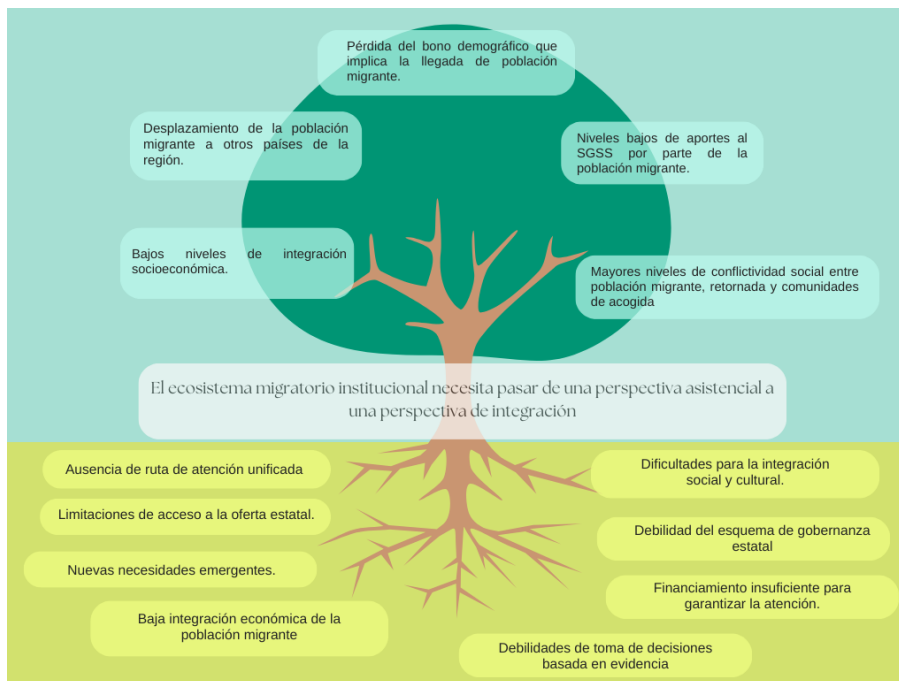 Pérdida del bono demográfico que
implica la llegada de población
migrante.
Desplazamiento de la población
migrante a otros países de la
región.
Niveles bajos de aportes al
SGSS por parte de la
población migrante.
Bajos niveles de integración
socioeconómica.
Mayores niveles de conflictividad social entre
población migrante, retornada y comunidades
de acogida
El ecosistema migratorio institucional necesita pasar de una perspectiva asistencial a
una perspectiva de integración
Ausencia de ruta de atención unificada
Limitaciones de acceso a la oferta estatal.
Nuevas necesidades emergentes.
Baja integración económica de la
población migrante
Dificultades para la integración
social y cultural.
Debilidad del esquema de gobernanza
estatal
Financiamiento insuficiente para
garantizar la atención.
Debilidades de toma de decisiones
basada en evidencia